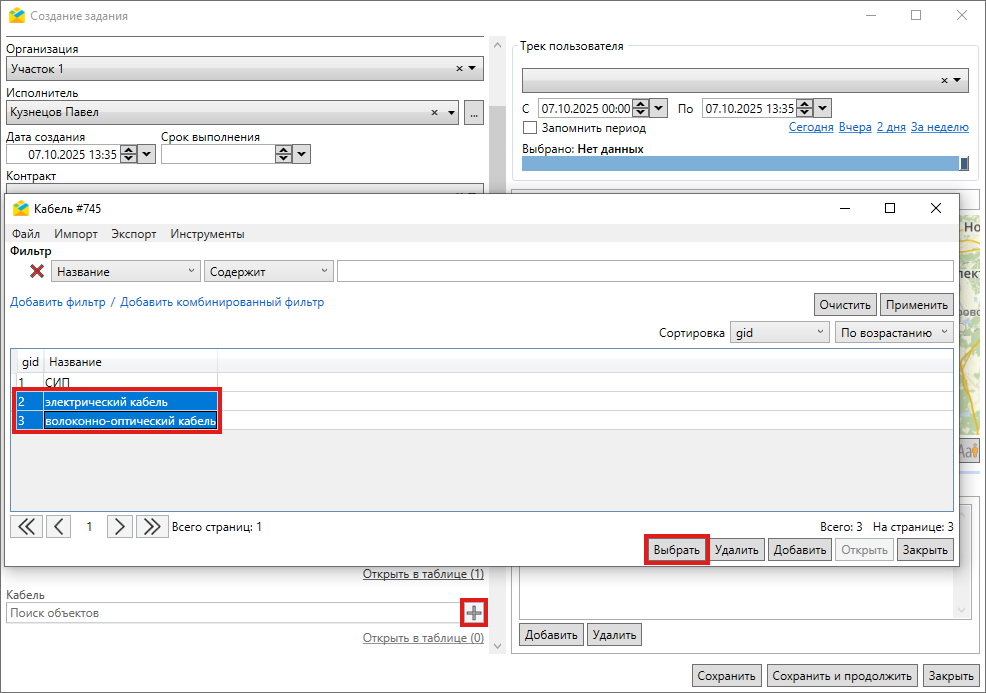 Создание задания
Организация
Участок 1
Исполнитель
Кузнецов Павел
...
Дата создания
Срок выполнения
07.10.2025 13:35
Контракт
Трек пользователя
С 07.10.2025 00:00 По 07.10.2025 13:35
Запомнить период
Сегодня Вчера 2 дня За неделю
Выбрано: Нет данных
Но
Кабель #745
Файл Импорт Экспорт Инструменты
Фильтр
Название Содержит
Добавить фильтр / Добавить комбинированный фильтр
Очистить Применить
Сортировка gid По возрастанию
gid Название
1 СИП
2 электрический кабель
3 волоконно-оптический кабель
1 Всего страниц: 1
Всего: 3 На странице: 3
Выбрать Удалить Добавить Открыть Закрыть
Открыть в таблице (1)
Кабель
Поиск объектов
Открыть в таблице (0)
Аа
Добавить Удалить
Сохранить Сохранить и продолжить Закрыть